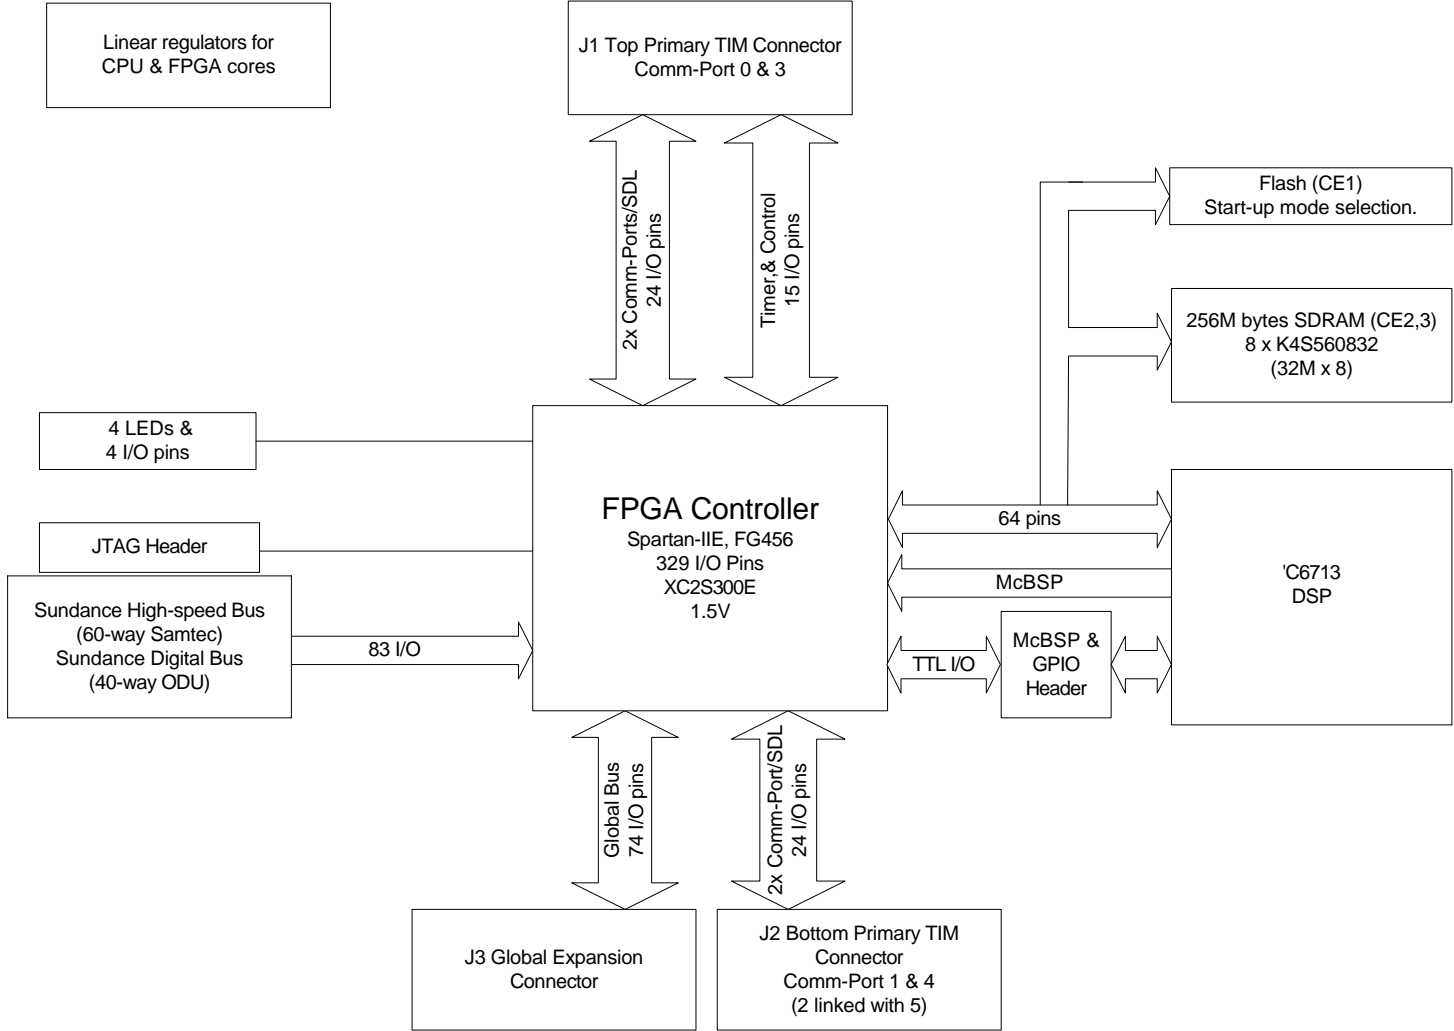 Linear regulators for
CPU & FPGA cores
J1 Top Primary TIM Connector
Comm-Port 0 & 3
2x Comm-Ports/SDL
24 I/O pins
Timer,& Control
15 I/O pins
Flash (CE1)
Start-up mode selection.
256M bytes SDRAM (CE2,3)
8 x K4S560832
(32M x 8)
4 LEDs &
4 I/O pins
JTAG Header
Sundance High-speed Bus
(60-way Samtec)
Sundance Digital Bus
(40-way ODU)
83 I/O
FPGA Controller
Spartan-IIE, FG456
329 I/O Pins
XC2S300E
1.5V
64 pins
McBSP
TTL I/O
McBSP &
GPIO
Header
'C6713
DSP
Global Bus
74 I/O pins
2x Comm-Port/SDL
24 I/O pins
J3 Global Expansion
Connector
J2 Bottom Primary TIM
Connector
Comm-Port 1 & 4
(2 linked with 5)